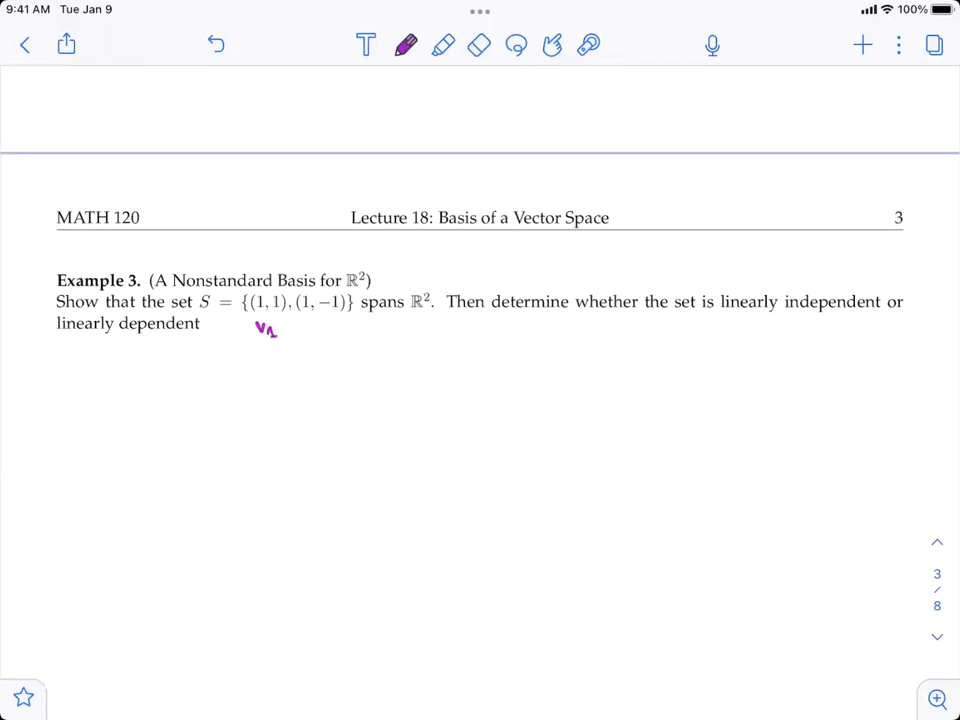 9:41 AM Tue Jan 9 100%
MATH 120 Lecture 18: Basis of a Vector Space 3
Example 3. (A Nonstandard Basis for ℝ²)
Show that the set S = {(1, 1), (1, −1)} spans ℝ². Then determine whether the set is linearly independent or
linearly dependent
v₁
3
/
8